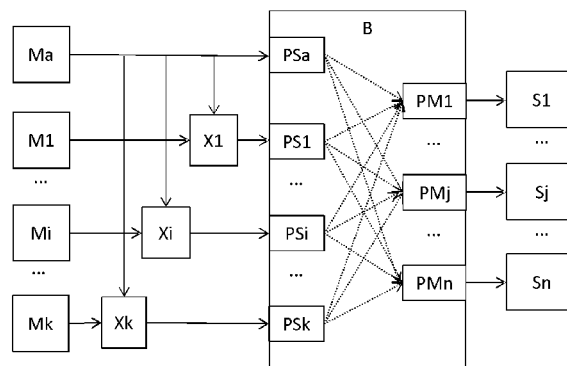 B
Ma PSa
PM1 S1
M1 X1 PS1
... ... ... ...
Mi Xi PSi PMj Sj
... ... ... ...
Mk Xk PSk PMn Sn